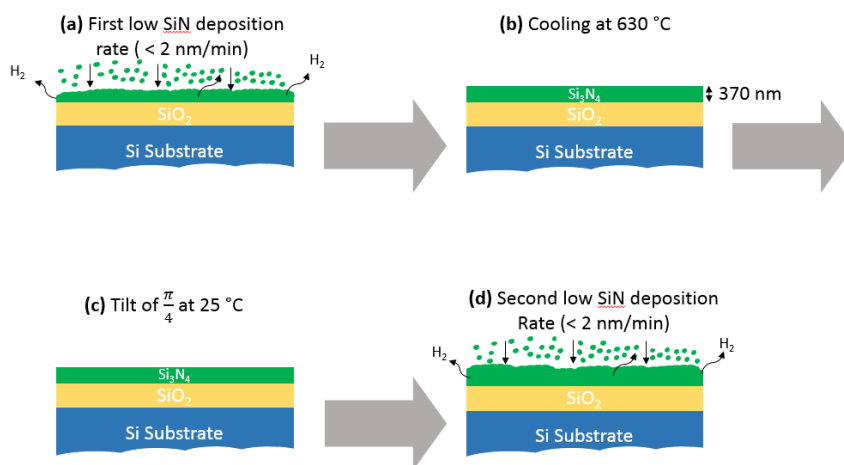 (a) First low SiN deposition
rate ( < 2 nm/min)
H₂
H₂
SiO₂
Si Substrate
(b) Cooling at 630 °C
Si₃N₄
370 nm
SiO₂
Si Substrate
(c) Tilt of π/4 at 25 °C
Si₃N₄
SiO₂
Si Substrate
(d) Second low SiN deposition
Rate (< 2 nm/min)
H₂
H₂
SiO₂
Si Substrate